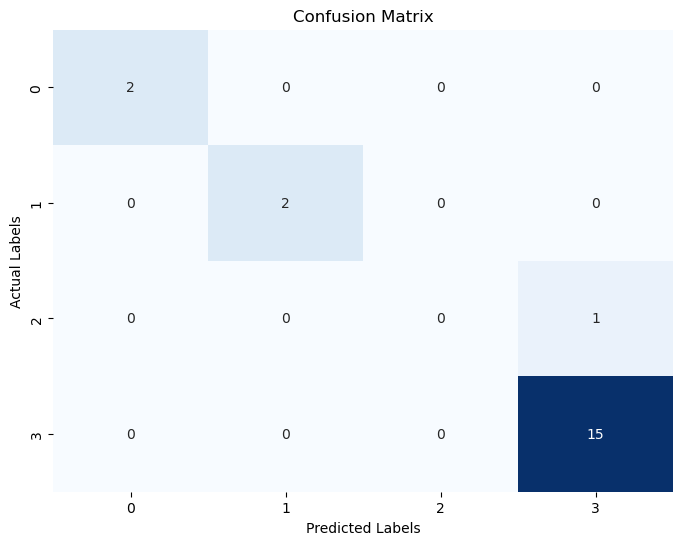 Confusion Matrix
Actual Labels
0 2 0 0 0
1 0 2 0 0
2 0 0 0 1
3 0 0 0 15
0 1 2 3
Predicted Labels